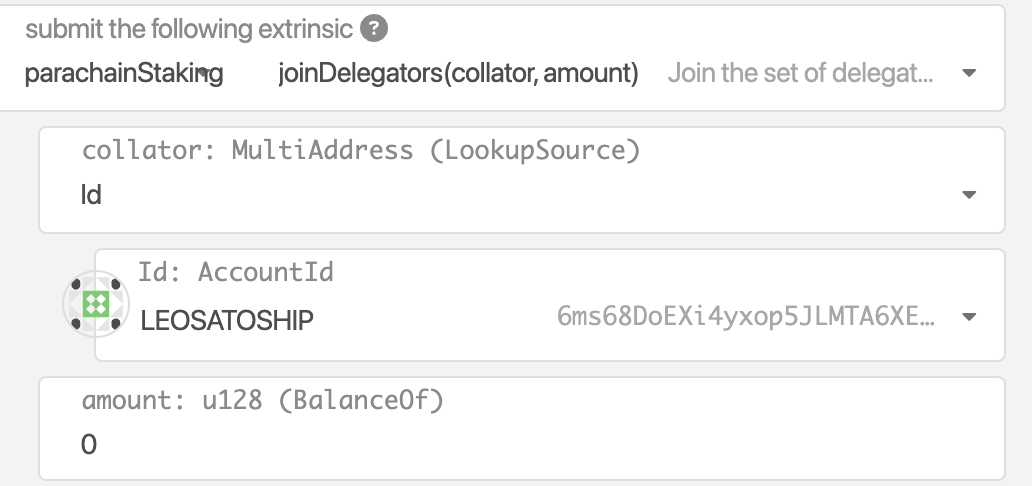 submit the following extrinsic ?
parachainStaking joinDelegators(collator, amount) Join the set of delegat...
collator: MultiAddress (LookupSource)
Id
Id: AccountId
LEOSATOSHIP 6ms68DoEXi4yxop5JLMTA6XE…
amount: u128 (BalanceOf)
0